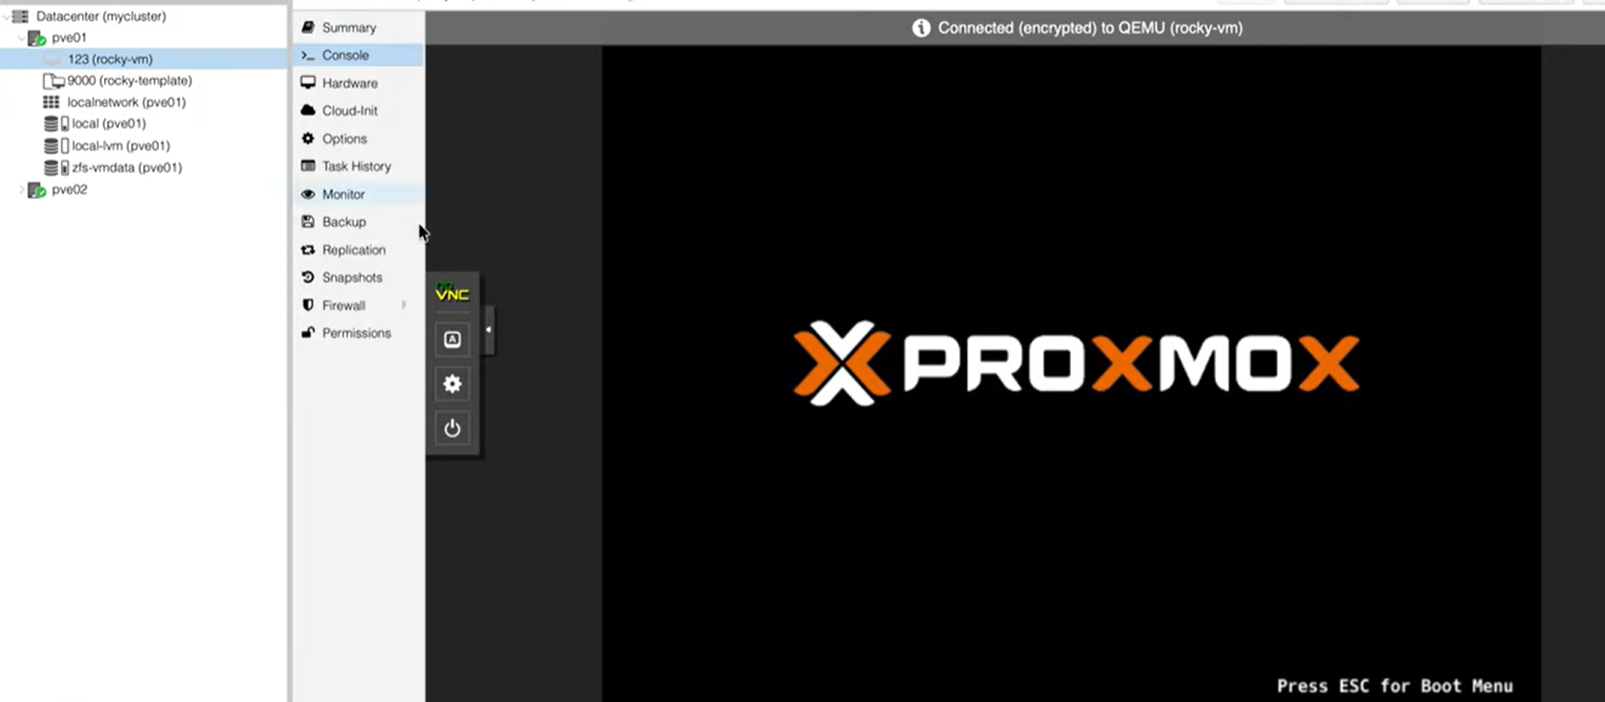 Datacenter (mycluster)
pve01
123 (rocky-vm)
9000 (rocky-template)
localnetwork (pve01)
local (pve01)
local-lvm (pve01)
zfs-vmdata (pve01)
pve02
Summary
Console
Hardware
Cloud-Init
Options
Task History
Monitor
Backup
Replication
Snapshots
Firewall
Permissions
Connected (encrypted) to QEMU (rocky-vm)
no
VNC
A
PROXMOX
Press ESC for Boot Menu